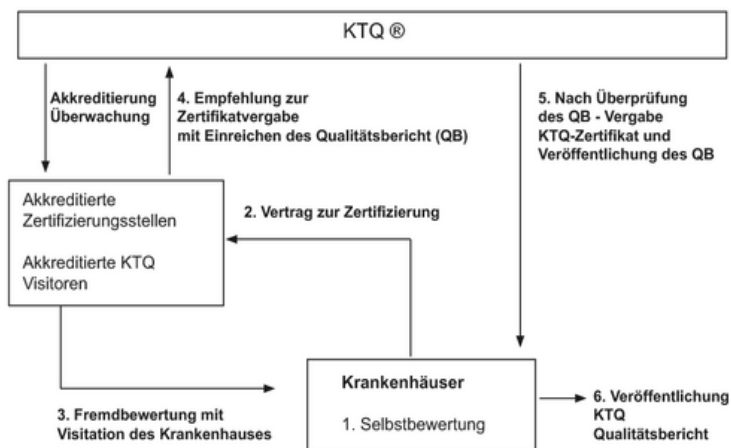 KTQ ®
Akkreditierung
Überwachung
4. Empfehlung zur
Zertifikatvergabe
mit Einreichen des Qualitätsbericht (QB)
5. Nach Überprüfung
des QB - Vergabe
KTQ-Zertifikat und
Veröffentlichung des QB
Akkreditierte
Zertifizierungsstellen
Akkreditierte KTQ
Visitoren
2. Vertrag zur Zertifizierung
3. Fremdbewertung mit
Visitation des Krankenhauses
Krankenhäuser
1. Selbstbewertung
6. Veröffentlichung
KTQ
Qualitätsbericht